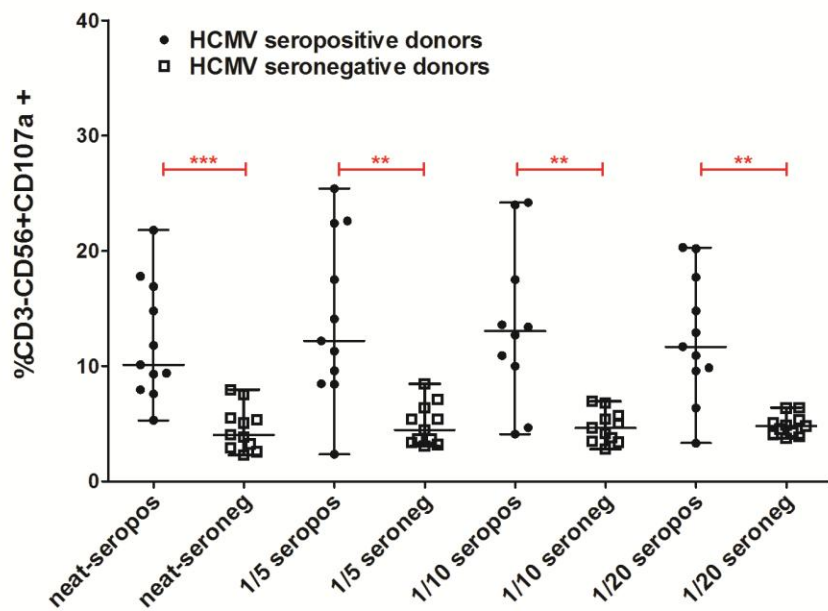 40
30
20
10
0
%CD3-CD56+CD107a +
HCMV seropositive donors
HCMV seronegative donors
***
**
**
**
neat-seropos
neat-seroneg
1/5 seropos
1/5 seroneg
1/10 seropos
1/10 seroneg
1/20 seropos
1/20 seroneg